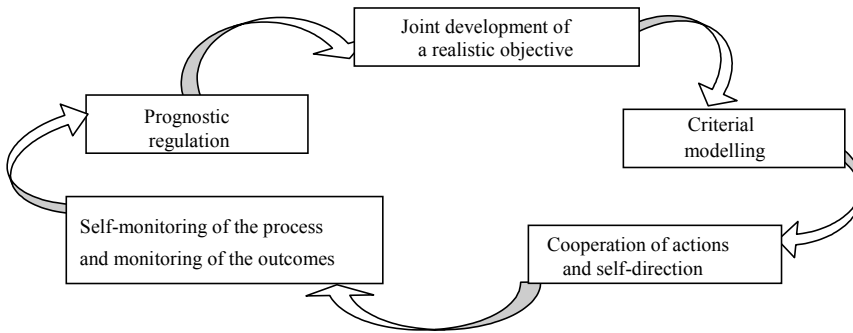 Joint development of
a realistic objective
Prognostic
regulation
Criterial
modelling
Self-monitoring of the process
and monitoring of the outcomes
Cooperation of actions
and self-direction